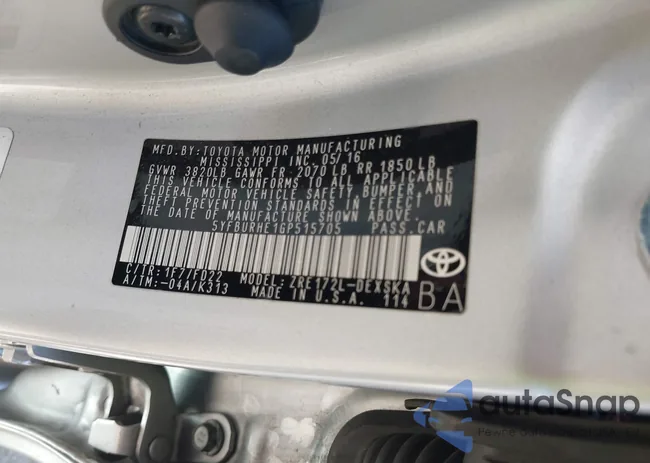 MFD.BY:TOYOTA MOTOR MANUFACTURING
MISSISSIPPI INC. 05/16
GVWR 3820LB GAWR FR 2070 LB RR 1850 LB
THIS VEHICLE CONFORMS TO ALL APPLICABLE
FEDERAL MOTOR VEHICLE SAFETY, BUMPER, AND
THEFT PREVENTION STANDARDS IN EFFECT ON
THE DATE OF MANUFACTURE SHOWN ABOVE.
5YFBURHE1GP515705 PASS.CAR
C/TR: 1F77/FD22 MODEL: ZRE172L-DEXSKA
A/TM:-04A/K313 MADE IN U.S.A. 114
BA
autoSnap